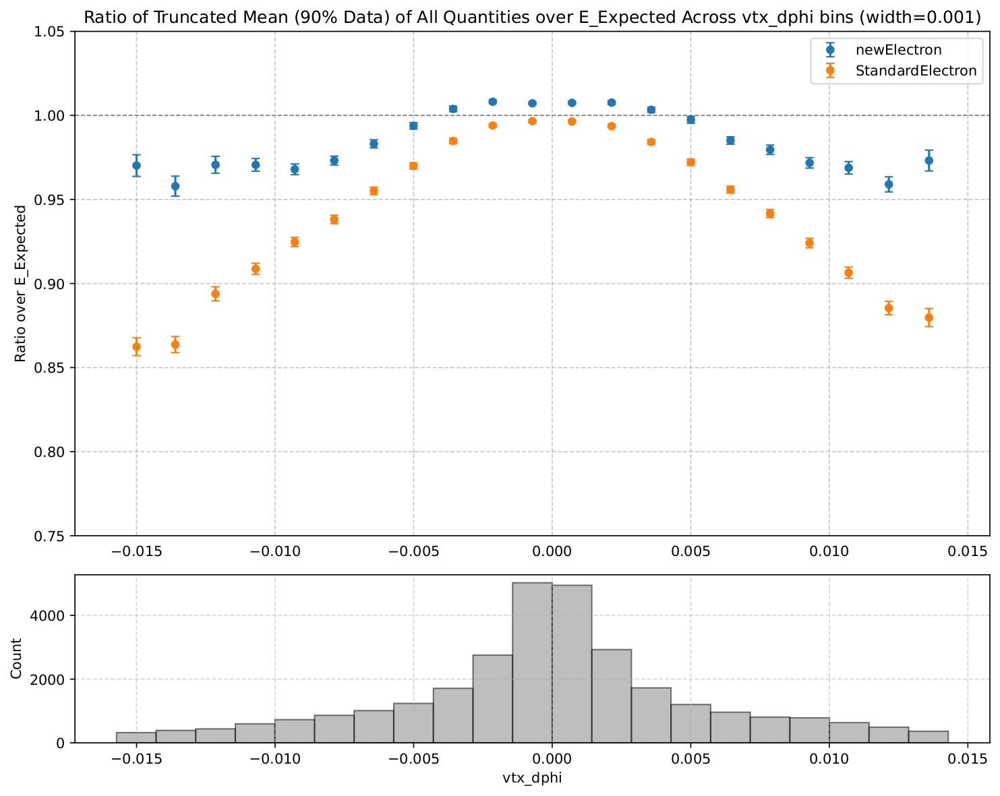 Ratio of Truncated Mean (90% Data) of All Quantities over E_Expected Across vtx_dphi bins (width=0.001)
1.05
1.00
0.95
0.90
0.85
0.80
0.75
Ratio over E_Expected
newElectron
StandardElectron
−0.015 −0.010 −0.005 0.000 0.005 0.010 0.015
4000
2000
0
Count
−0.015 −0.010 −0.005 0.000 0.005 0.010 0.015
vtx_dphi